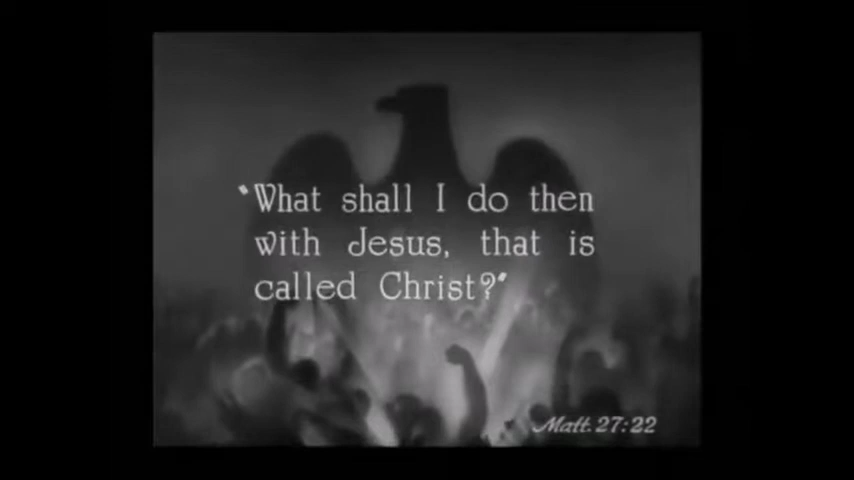 "What shall I do then
with Jesus, that is
called Christ?"
Matt. 27:22